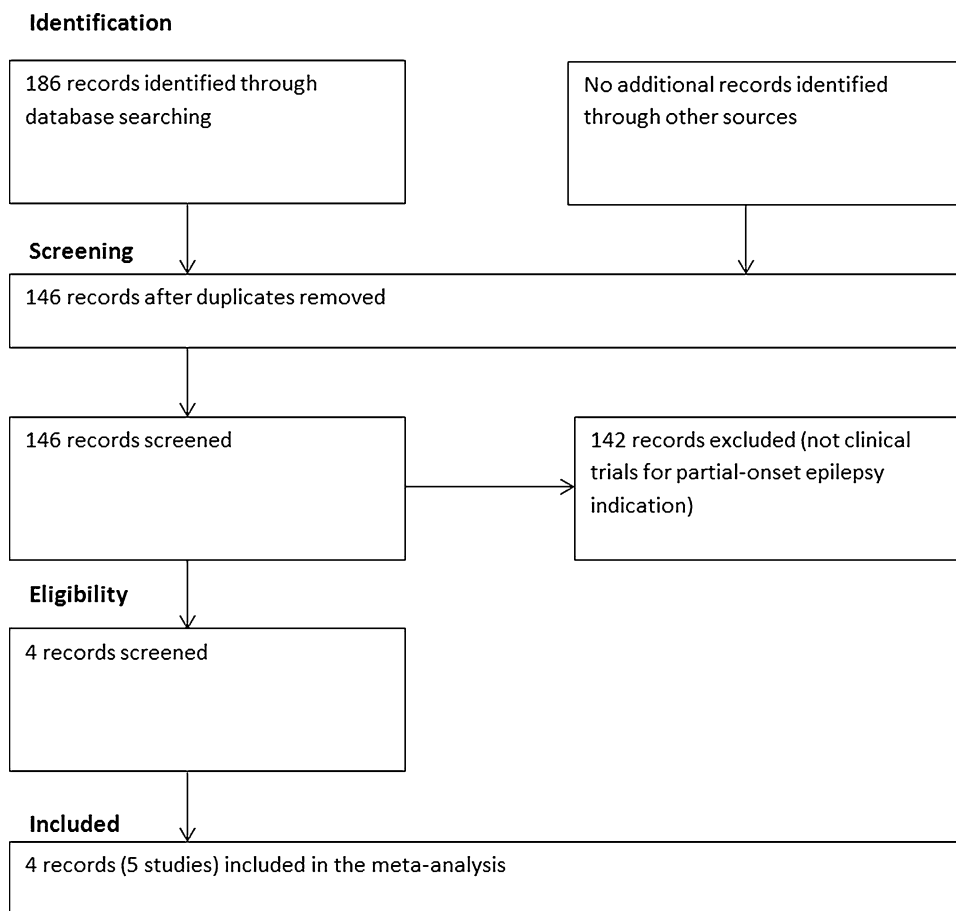 Identification
186 records identified through
database searching
No additional records identified
through other sources
Screening
146 records after duplicates removed
146 records screened
142 records excluded (not clinical
trials for partial-onset epilepsy
indication)
Eligibility
4 records screened
Included
4 records (5 studies) included in the meta-analysis